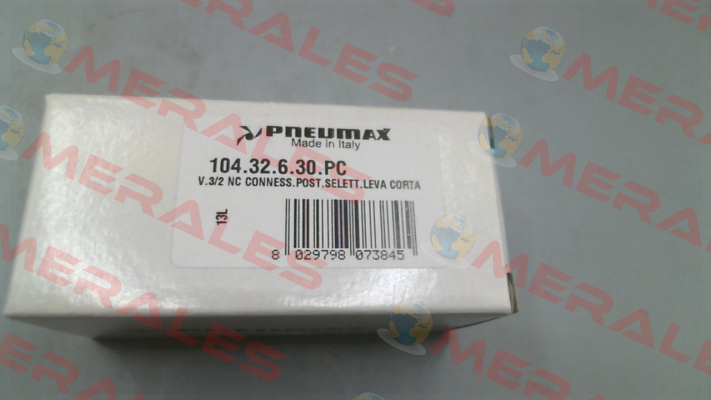 PNEUMAX
Made in Italy
104.32.6.30.PC
V.3/2 NC CONNESS.POST.SELETT.LEVA CORTA
13L
8 029798 073845
MERALES
MERALES
MERALES
MERALES
MERALES
MERALES